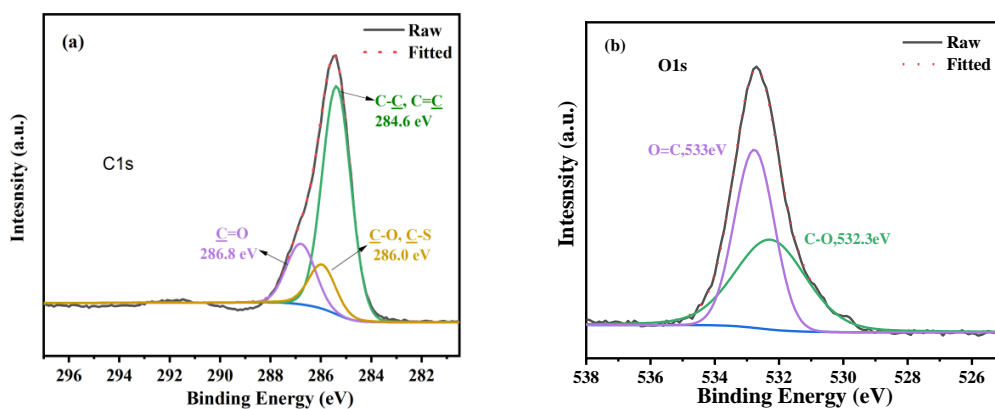 (a)
Raw
Fitted
C-C, C=C
284.6 eV
C1s
C=O
286.8 eV
C-O, C-S
286.0 eV
Intesnsity (a.u.)
296 294 292 290 288 286 284 282
Binding Energy (eV)
(b)
O1s
Raw
Fitted
O=C,533eV
C-O,532.3eV
Intesnsity (a.u.)
538 536 534 532 530 528 526
Binding Energy (eV)